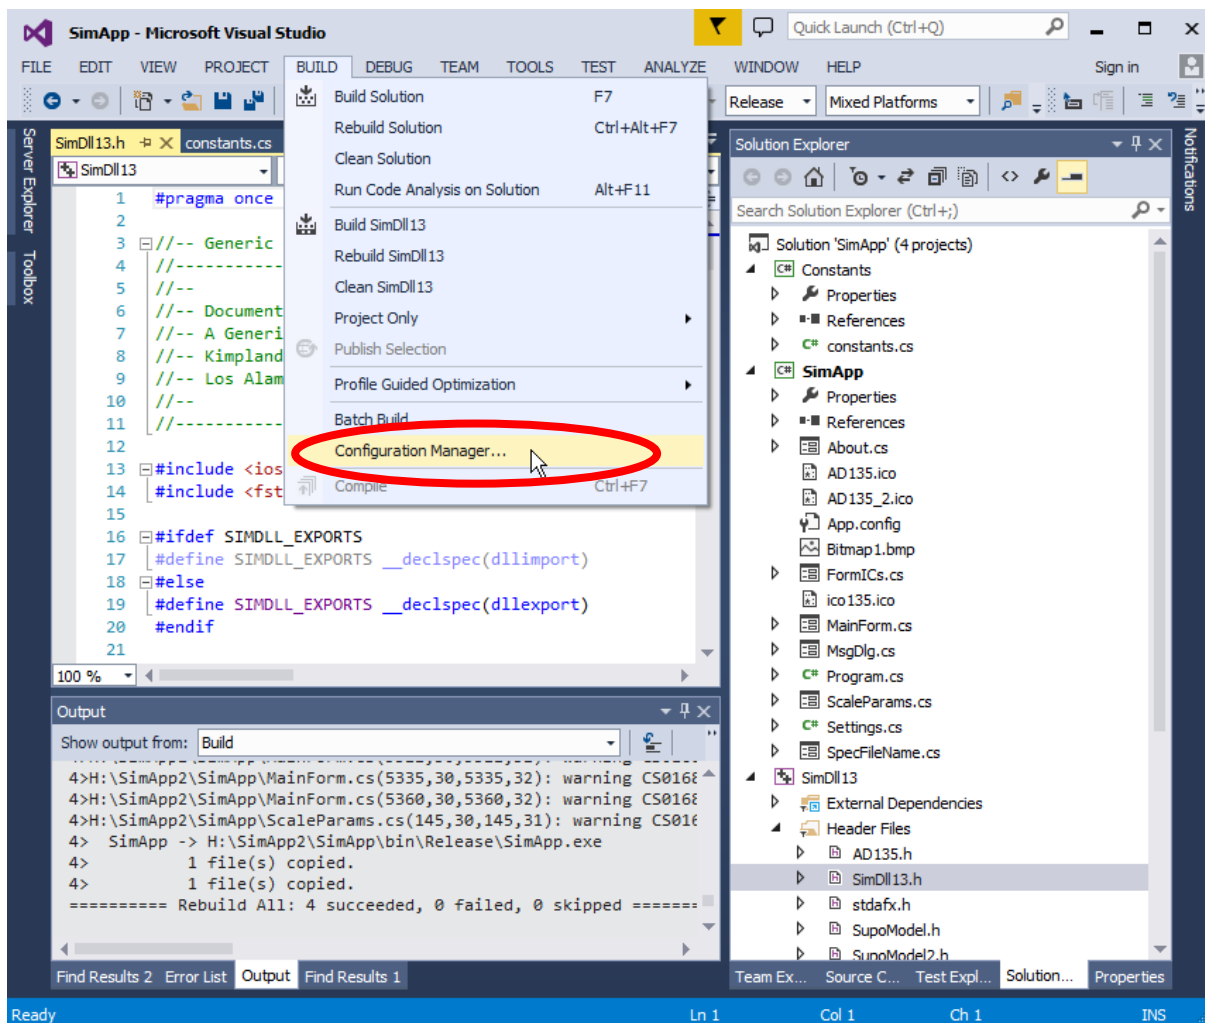 SimApp - Microsoft Visual Studio
Quick Launch (Ctrl+Q)
FILE EDIT VIEW PROJECT BUILD DEBUG TEAM TOOLS TEST ANALYZE WINDOW HELP Sign in
Release Mixed Platforms
Server Explorer
Toolbox
Notifications
SimDll13.h constants.cs
SimDll13
Build Solution F7
Rebuild Solution Ctrl+Alt+F7
Clean Solution
Run Code Analysis on Solution Alt+F11
Build SimDll13
Rebuild SimDll13
Clean SimDll13
Project Only
Publish Selection
Profile Guided Optimization
Batch Build
Configuration Manager...
Compile Ctrl+F7
1 #pragma once
2
3 //-- Generic
4 //-----------
5 //--
6 //-- Document
7 //-- A Generi
8 //-- Kimpland
9 //-- Los Alam
10 //--
11 //-----------
12
13 #include <ios
14 #include <fst
15
16 #ifdef SIMDLL_EXPORTS
17 #define SIMDLL_EXPORTS __declspec(dllimport)
18 #else
19 #define SIMDLL_EXPORTS __declspec(dllexport)
20 #endif
21
100 %
Output
Show output from: Build
4>H:\SimApp2\SimApp\MainForm.cs(5335,30,5335,32): warning CS0168
4>H:\SimApp2\SimApp\MainForm.cs(5360,30,5360,32): warning CS0168
4>H:\SimApp2\SimApp\ScaleParams.cs(145,30,145,31): warning CS016
4> SimApp -> H:\SimApp2\SimApp\bin\Release\SimApp.exe
4> 1 file(s) copied.
4> 1 file(s) copied.
========== Rebuild All: 4 succeeded, 0 failed, 0 skipped =======
Find Results 2 Error List Output Find Results 1
Solution Explorer
Search Solution Explorer (Ctrl+;)
Solution 'SimApp' (4 projects)
C# Constants
Properties
References
C# constants.cs
C# SimApp
Properties
References
About.cs
AD135.ico
AD135_2.ico
App.config
Bitmap1.bmp
FormICs.cs
ico135.ico
MainForm.cs
MsgDlg.cs
C# Program.cs
ScaleParams.cs
C# Settings.cs
SpecFileName.cs
SimDll13
External Dependencies
Header Files
AD135.h
SimDll13.h
stdafx.h
SupoModel.h
SupoModel2.h
Team Ex... Source C... Test Expl... Solution... Properties
Ready Ln 1 Col 1 Ch 1 INS